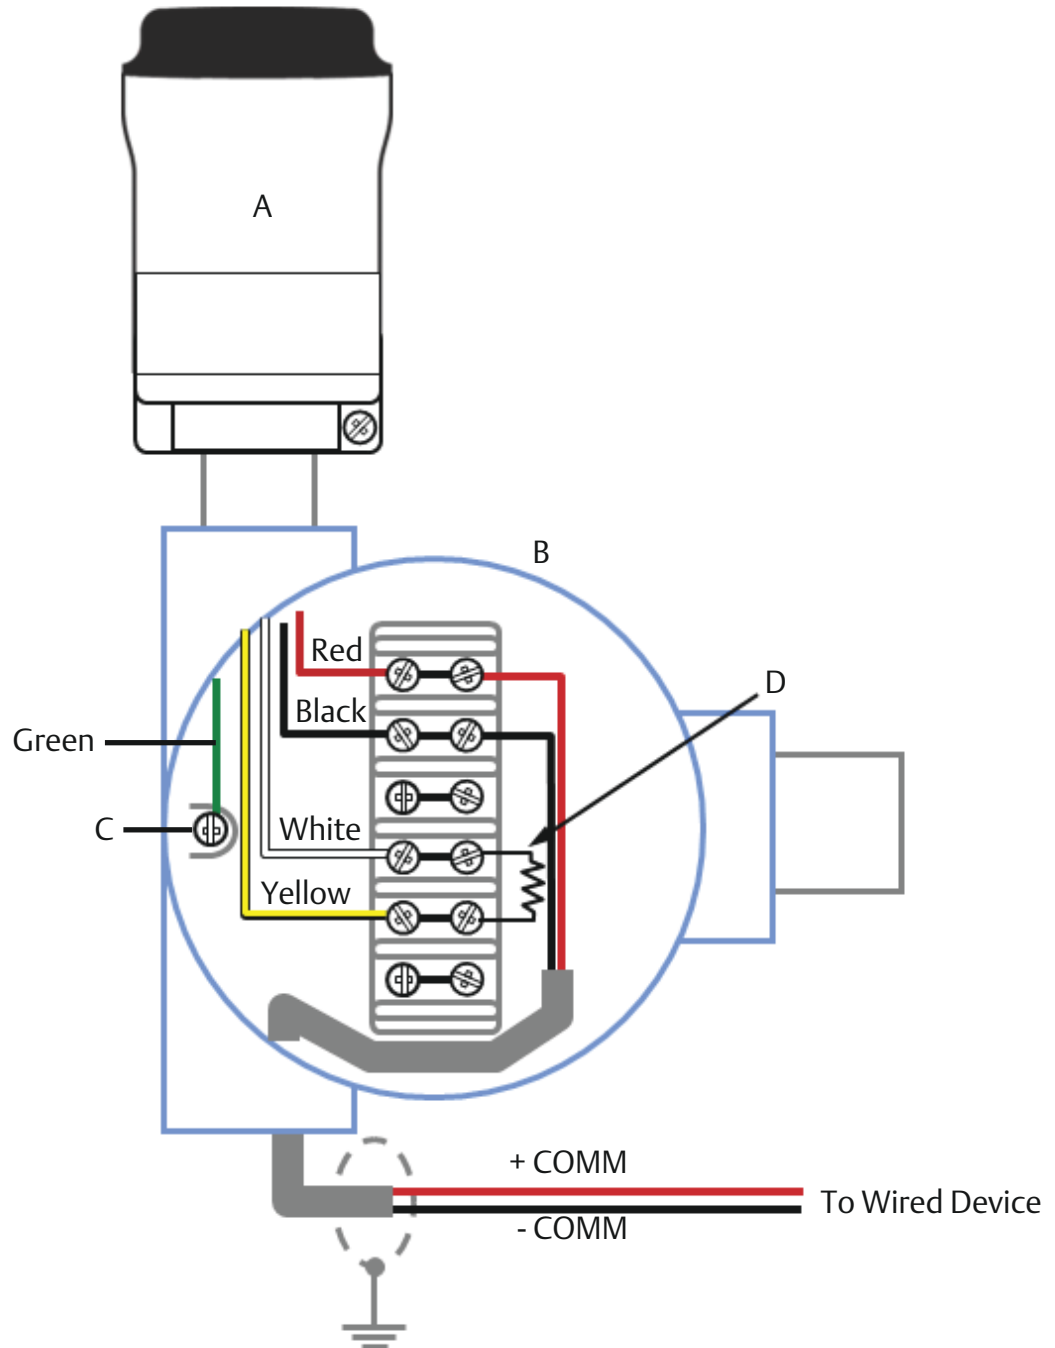 A
B
Red
D
Black
Green
C
White
Yellow
+ COMM
To Wired Device
- COMM